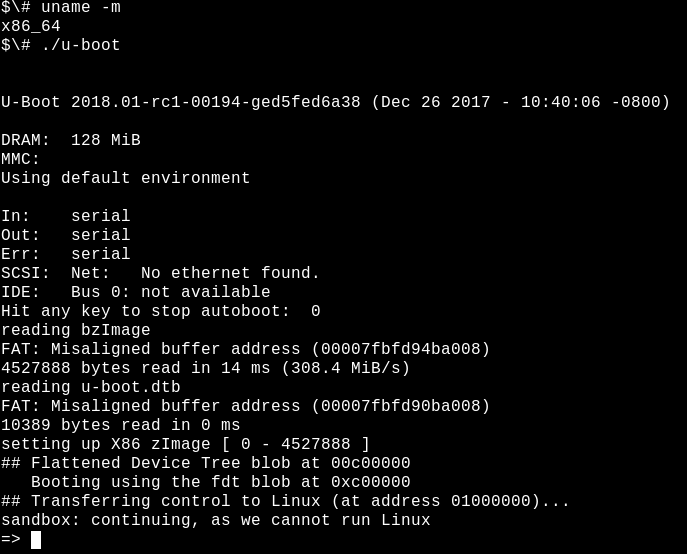 $\# uname -m
x86_64
$\# ./u-boot
U-Boot 2018.01-rc1-00194-ged5fed6a38 (Dec 26 2017 - 10:40:06 -0800)
DRAM:  128 MiB
MMC:
Using default environment
In:    serial
Out:   serial
Err:   serial
SCSI:  Net:   No ethernet found.
IDE:   Bus 0: not available
Hit any key to stop autoboot:  0
reading bzImage
FAT: Misaligned buffer address (00007fbfd94ba008)
4527888 bytes read in 14 ms (308.4 MiB/s)
reading u-boot.dtb
FAT: Misaligned buffer address (00007fbfd90ba008)
10389 bytes read in 0 ms
setting up X86 zImage [ 0 - 4527888 ]
## Flattened Device Tree blob at 00c00000
   Booting using the fdt blob at 0xc00000
## Transferring control to Linux (at address 01000000)...
sandbox: continuing, as we cannot run Linux
=>